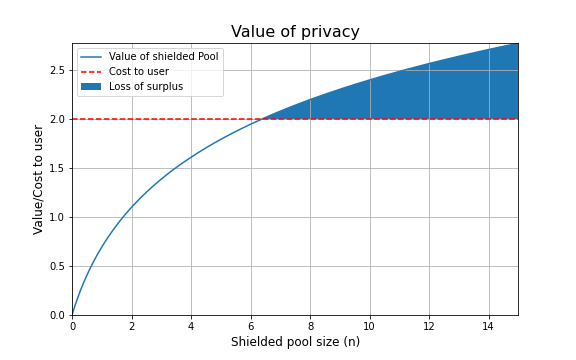 Value of privacy
Value of shielded Pool
Cost to user
Loss of surplus
Value/Cost to user
2.5
2.0
1.5
1.0
0.5
0.0
0 2 4 6 8 10 12 14
Shielded pool size (n)